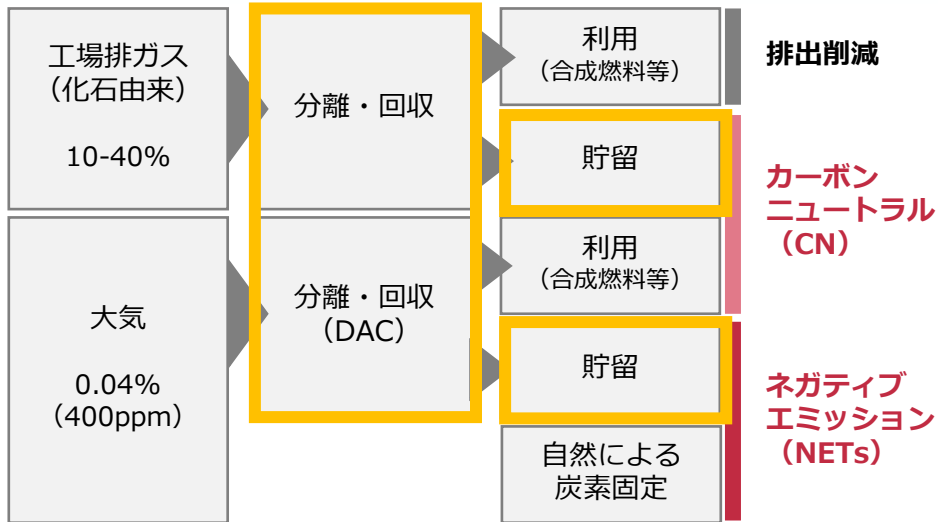 工場排ガス
（化石由来）
10-40%
分離・回収
利用
（合成燃料等）
排出削減
貯留
カーボン
ニュートラル
（CN）
大気
0.04%
（400ppm）
分離・回収
（DAC）
利用
（合成燃料等）
貯留
自然による
炭素固定
ネガティブ
エミッション
（NETs）